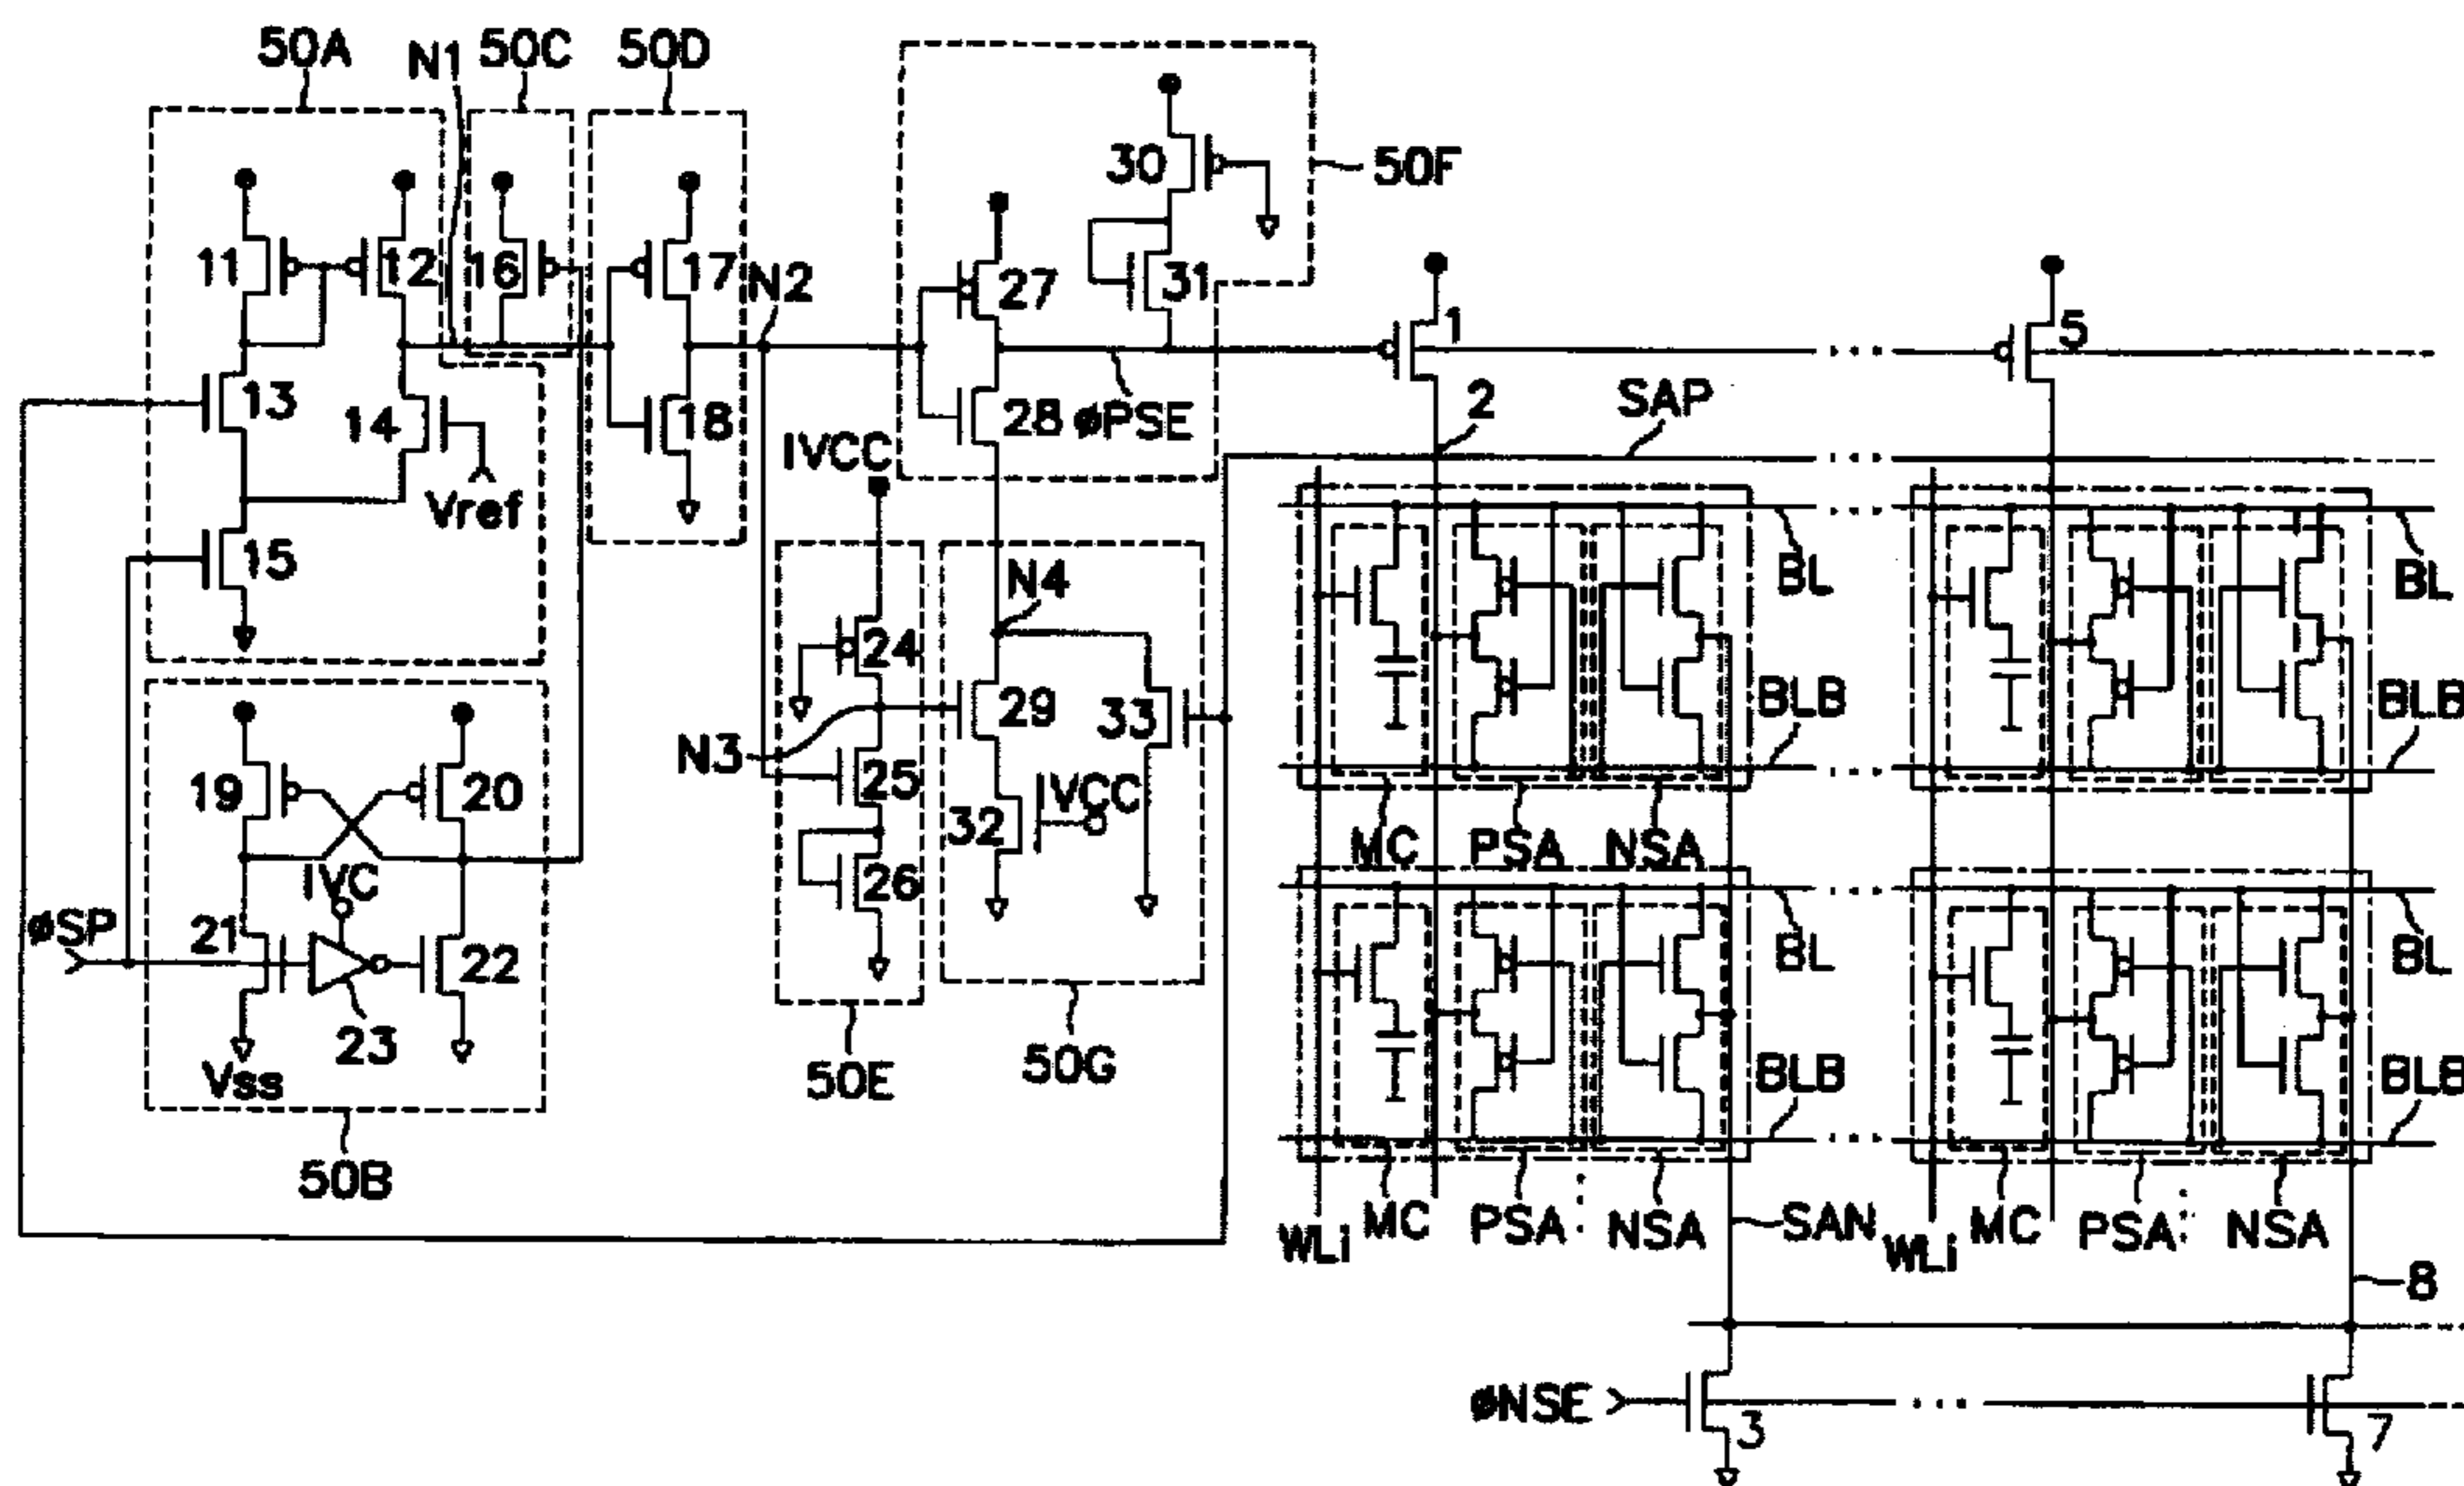 50A N1 50C 50D
30 50F
11 12 16 17 N2 27 31 1 5
13 14 18 28 øPSE 2 SAP
IVCC
Vref
15 N4 BL BL
24
N3 29 33 BLB BLB
25 IVCC
19 20 32
MC PSA NSA
IVC 26
øSP 21 22 BL BL
23
Vss 50E 50G BLB BLB
50B
WLi MC PSA NSA SAN WLi MC PSA NSA
8
øNSE 3 7